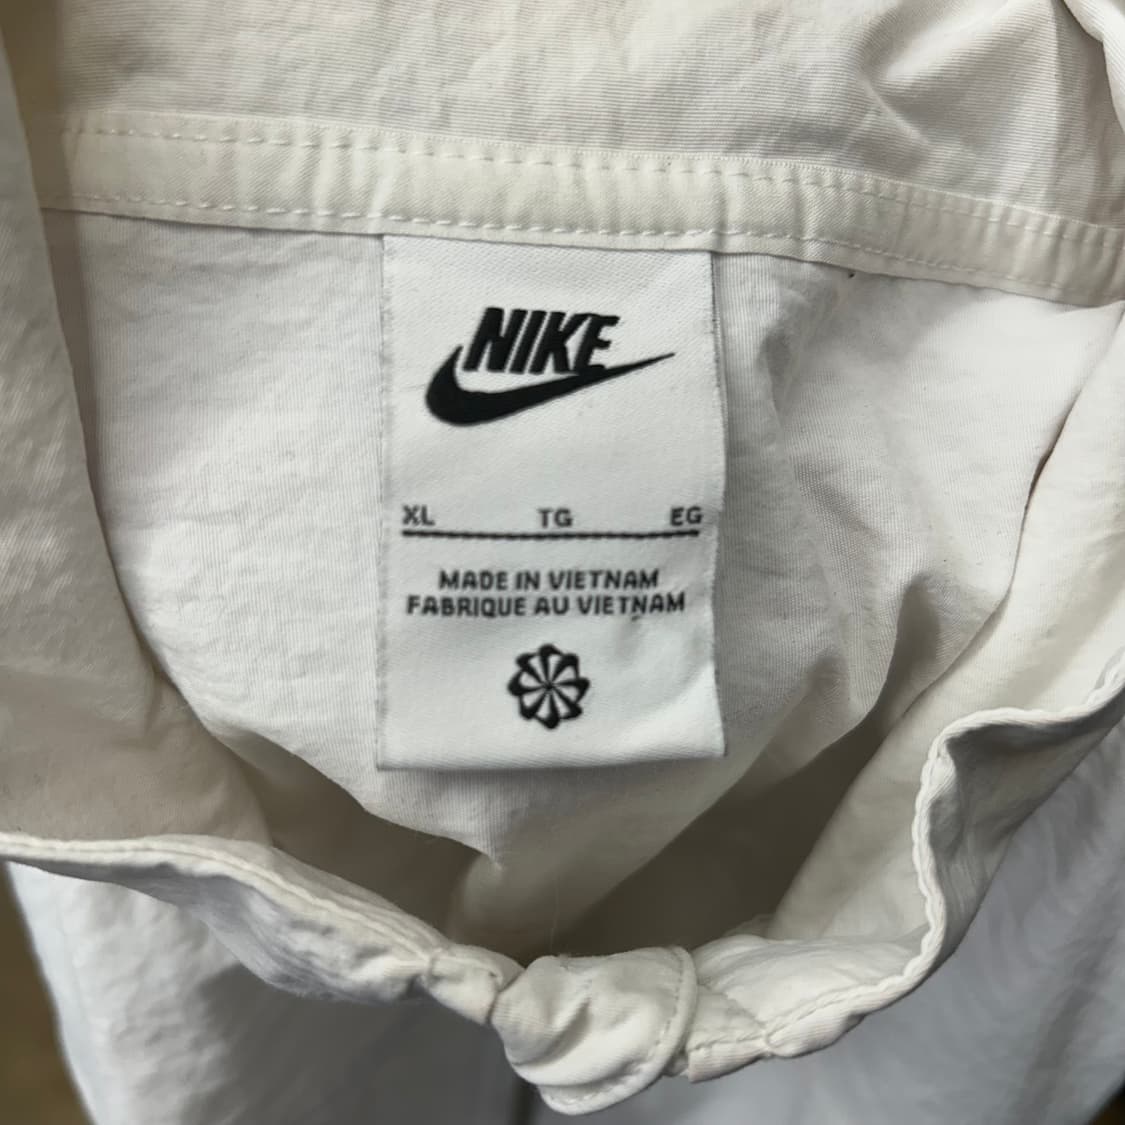 NIKE
XL TG EG
MADE IN VIETNAM
FABRIQUE AU VIETNAM